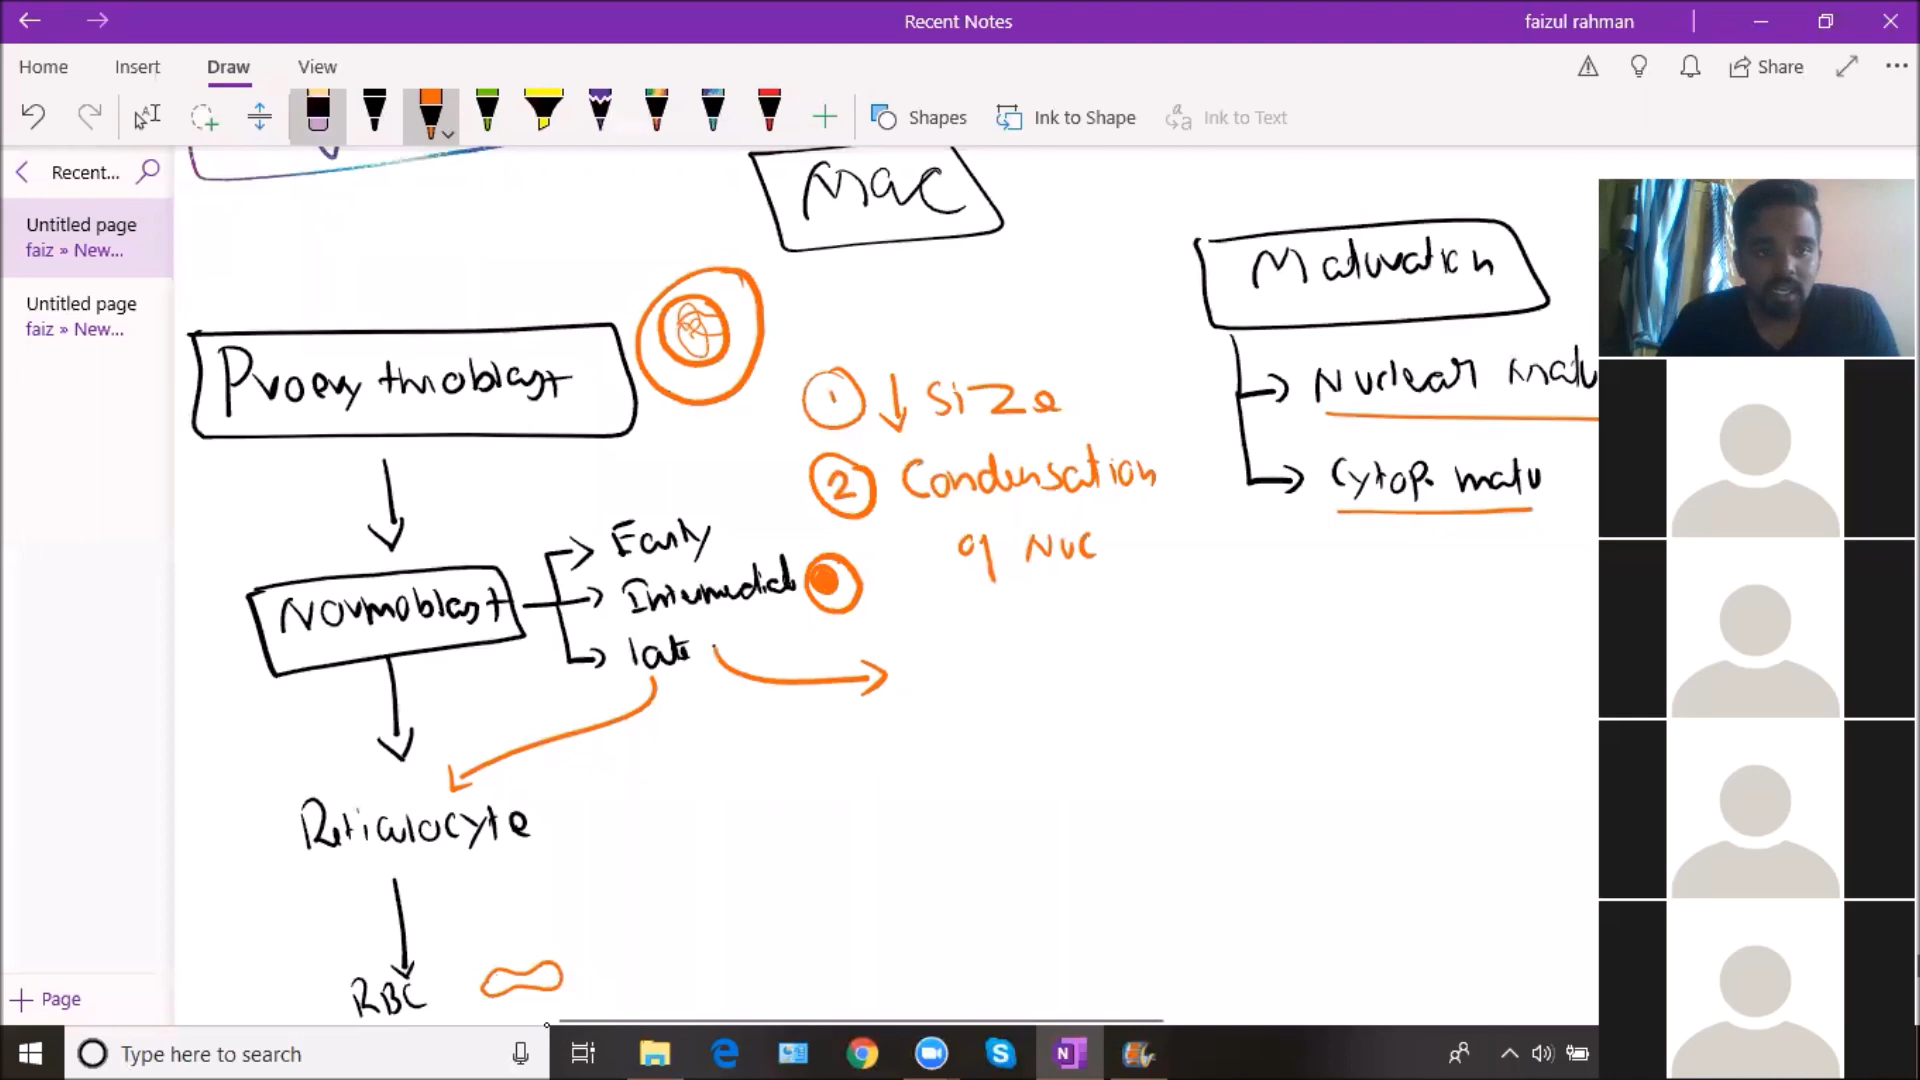 Recent Notes
faizul rahman
Home Insert Draw View
Share
Shapes
Ink to Shape
Ink to Text
Recent...
Untitled page
faiz » New...
Untitled page
faiz » New...
Mac
Maturation
Proerythroblast
1 ↓ Size
Nuclear matu
2 Condensation
of Nuc
Cytop. matu
Early
Normoblast
Intermediate
late
Reticulocyte
RBC
+ Page
Type here to search